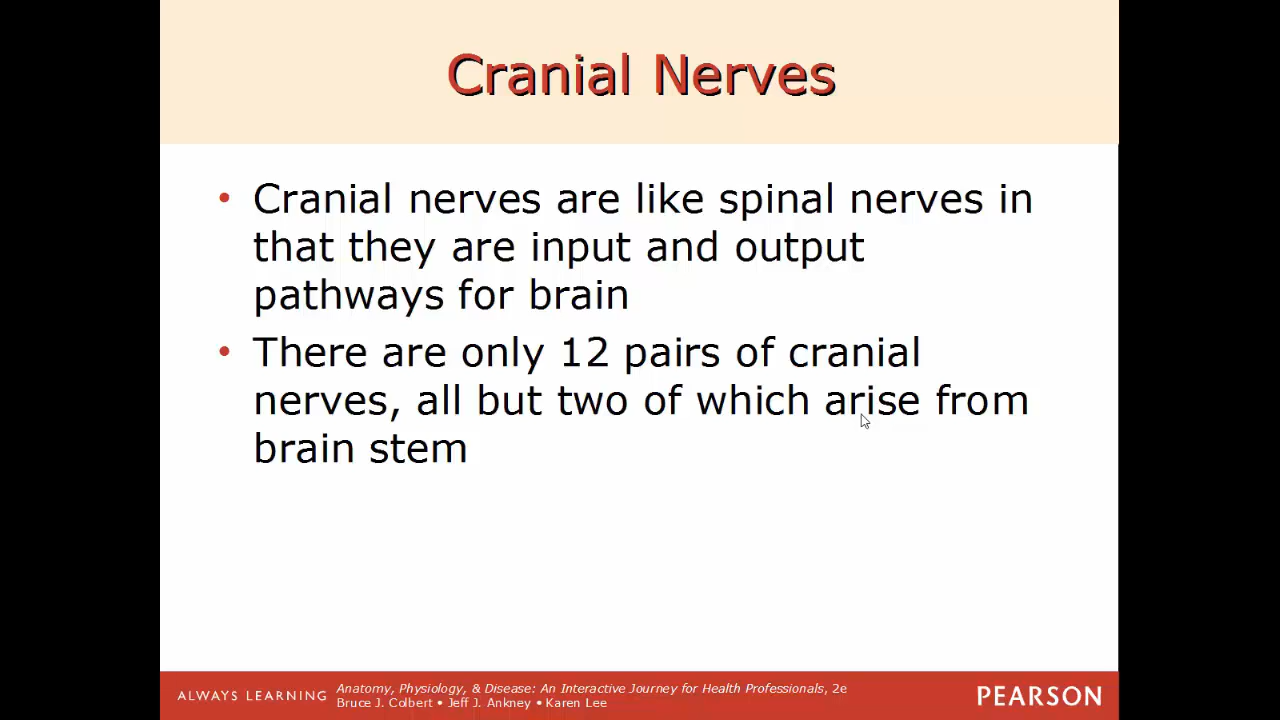 Cranial Nerves
• Cranial nerves are like spinal nerves in
that they are input and output
pathways for brain
• There are only 12 pairs of cranial
nerves, all but two of which arise from
brain stem
ALWAYS LEARNING
Anatomy, Physiology, & Disease: An Interactive Journey for Health Professionals, 2e
Bruce J. Colbert • Jeff J. Ankney • Karen Lee
PEARSON